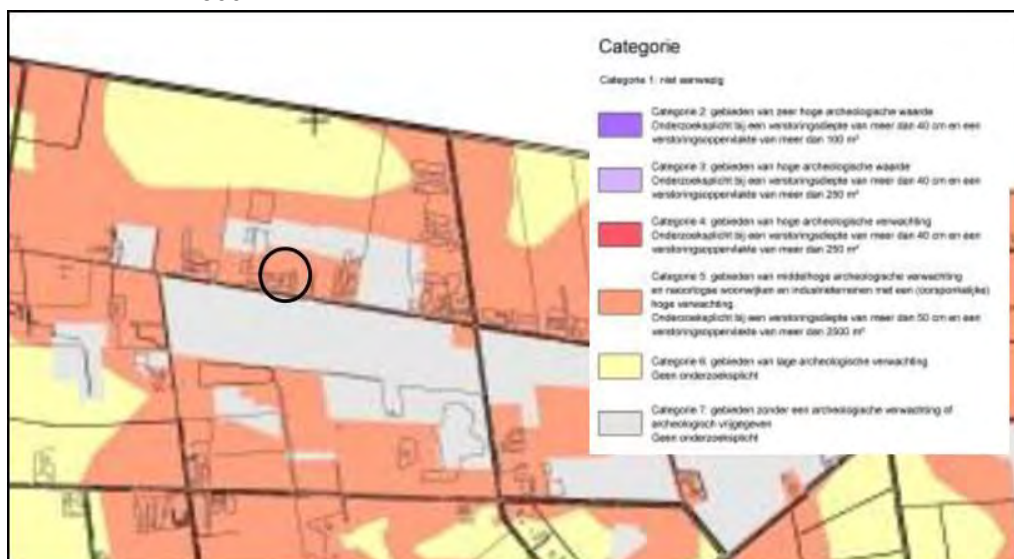 Categorie
Categorie 1: niet aanwezig
Categorie 2: gebieden van zeer hoge archeologische waarde
Onderzoeksplicht bij een verstoringsdiepte van meer dan 40 cm en een
verstoringsoppervlakte van meer dan 100 m²
Categorie 3: gebieden van hoge archeologische waarde
Onderzoeksplicht bij een verstoringsdiepte van meer dan 40 cm en een
verstoringsoppervlakte van meer dan 250 m²
Categorie 4: gebieden van hoge archeologische verwachting
Onderzoeksplicht bij een verstoringsdiepte van meer dan 40 cm en een
verstoringsoppervlakte van meer dan 250 m²
Categorie 5: gebieden van middelhoge archeologische verwachting
en naoorlogse woonwijken en industrieterreinen met een (oorspronkelijke)
hoge verwachting.
Onderzoeksplicht bij een verstoringsdiepte van meer dan 50 cm en een
verstoringsoppervlakte van meer dan 2500 m²
Categorie 6: gebieden van lage archeologische verwachting
Geen onderzoeksplicht
Categorie 7: gebieden zonder een archeologische verwachting of
archeologisch vrijgegeven
Geen onderzoeksplicht